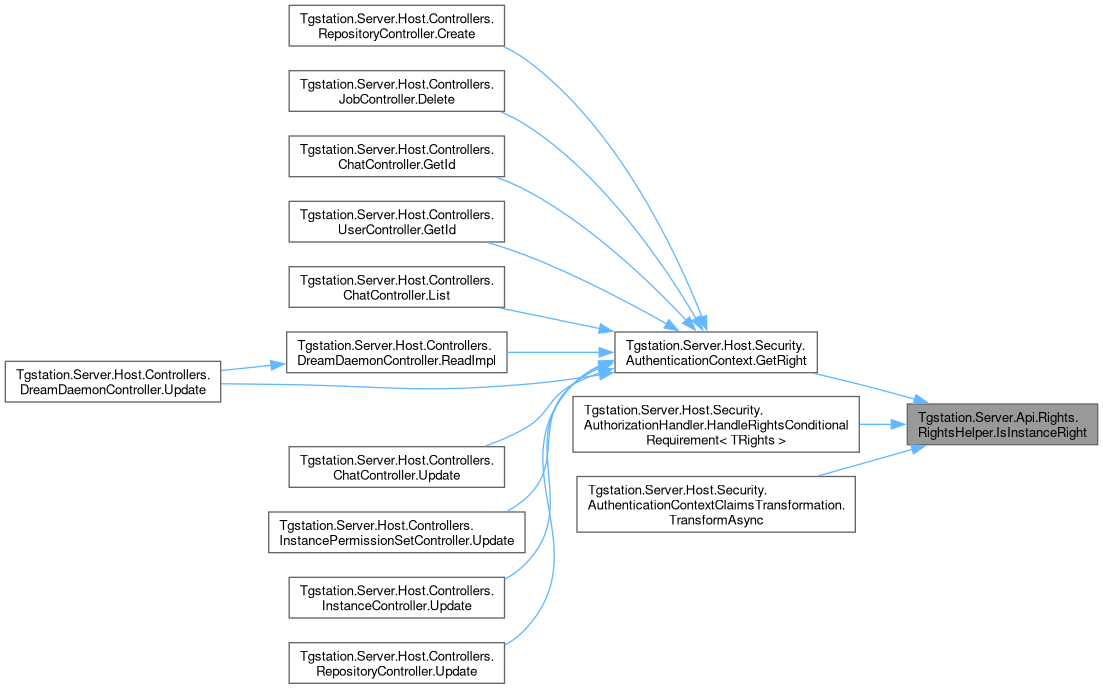 Tgstation.Server.Host.Controllers.
RepositoryController.Create
Tgstation.Server.Host.Controllers.
JobController.Delete
Tgstation.Server.Host.Controllers.
ChatController.GetId
Tgstation.Server.Host.Controllers.
UserController.GetId
Tgstation.Server.Host.Controllers.
ChatController.List
Tgstation.Server.Host.Controllers.
DreamDaemonController.ReadImpl
Tgstation.Server.Host.Controllers.
DreamDaemonController.Update
Tgstation.Server.Host.Controllers.
ChatController.Update
Tgstation.Server.Host.Controllers.
InstancePermissionSetController.Update
Tgstation.Server.Host.Controllers.
InstanceController.Update
Tgstation.Server.Host.Controllers.
RepositoryController.Update
Tgstation.Server.Host.Security.
AuthenticationContext.GetRight
Tgstation.Server.Host.Security.
AuthorizationHandler.HandleRightsConditional
Requirement< TRights >
Tgstation.Server.Host.Security.
AuthenticationContextClaimsTransformation.
TransformAsync
Tgstation.Server.Api.Rights.
RightsHelper.IsInstanceRight